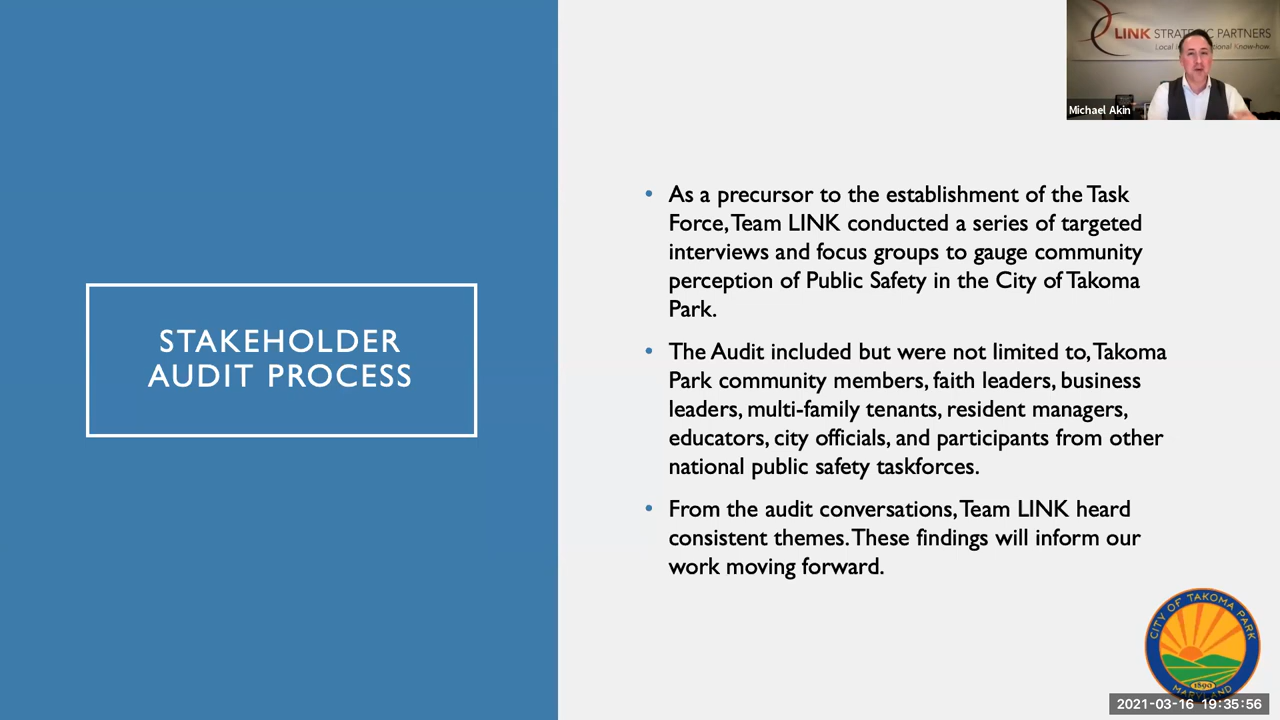 LINK STRATEGIC PARTNERS
Local national Know-how.
Michael Akin
STAKEHOLDER
AUDIT PROCESS
• As a precursor to the establishment of the Task
Force, Team LINK conducted a series of targeted
interviews and focus groups to gauge community
perception of Public Safety in the City of Takoma
Park.
• The Audit included but were not limited to, Takoma
Park community members, faith leaders, business
leaders, multi-family tenants, resident managers,
educators, city officials, and participants from other
national public safety taskforces.
• From the audit conversations, Team LINK heard
consistent themes. These findings will inform our
work moving forward.
CITY OF TAKOMA PARK
1890
MARYLAND
2021-03-16 19:35:56